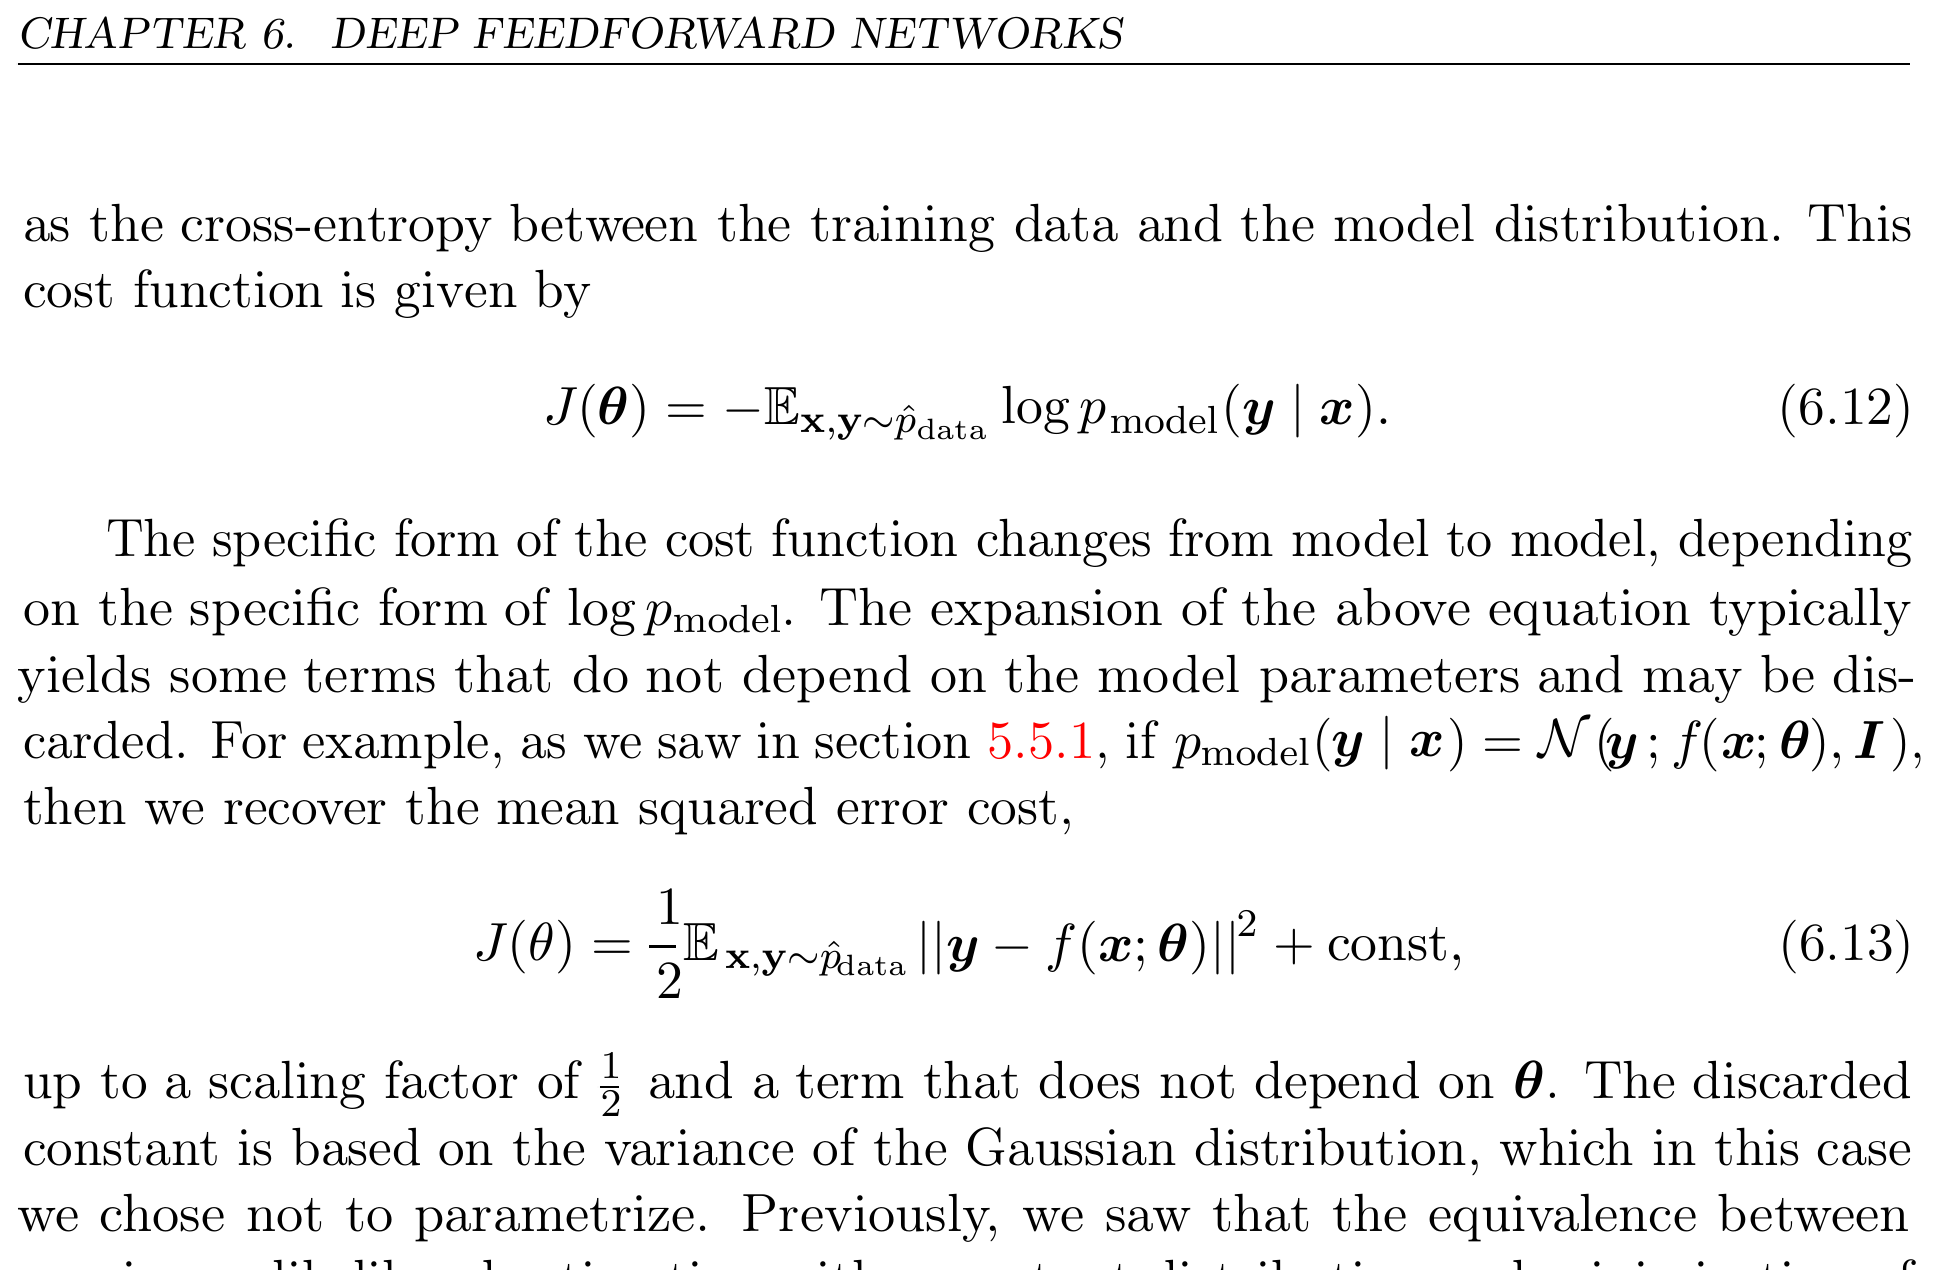 CHAPTER 6. DEEP FEEDFORWARD NETWORKS
as the cross-entropy between the training data and the model distribution. This
cost function is given by
J(θ) = −𝔼x,y∼p̂data log pmodel(y | x). (6.12)
The specific form of the cost function changes from model to model, depending
on the specific form of log pmodel. The expansion of the above equation typically
yields some terms that do not depend on the model parameters and may be dis-
carded. For example, as we saw in section 5.5.1, if pmodel(y | x) = 𝒩(y; f(x; θ), I),
then we recover the mean squared error cost,
J(θ) = 1/2 𝔼x,y∼p̂data ||y − f(x; θ)||² + const, (6.13)
up to a scaling factor of 1/2 and a term that does not depend on θ. The discarded
constant is based on the variance of the Gaussian distribution, which in this case
we chose not to parametrize. Previously, we saw that the equivalence between